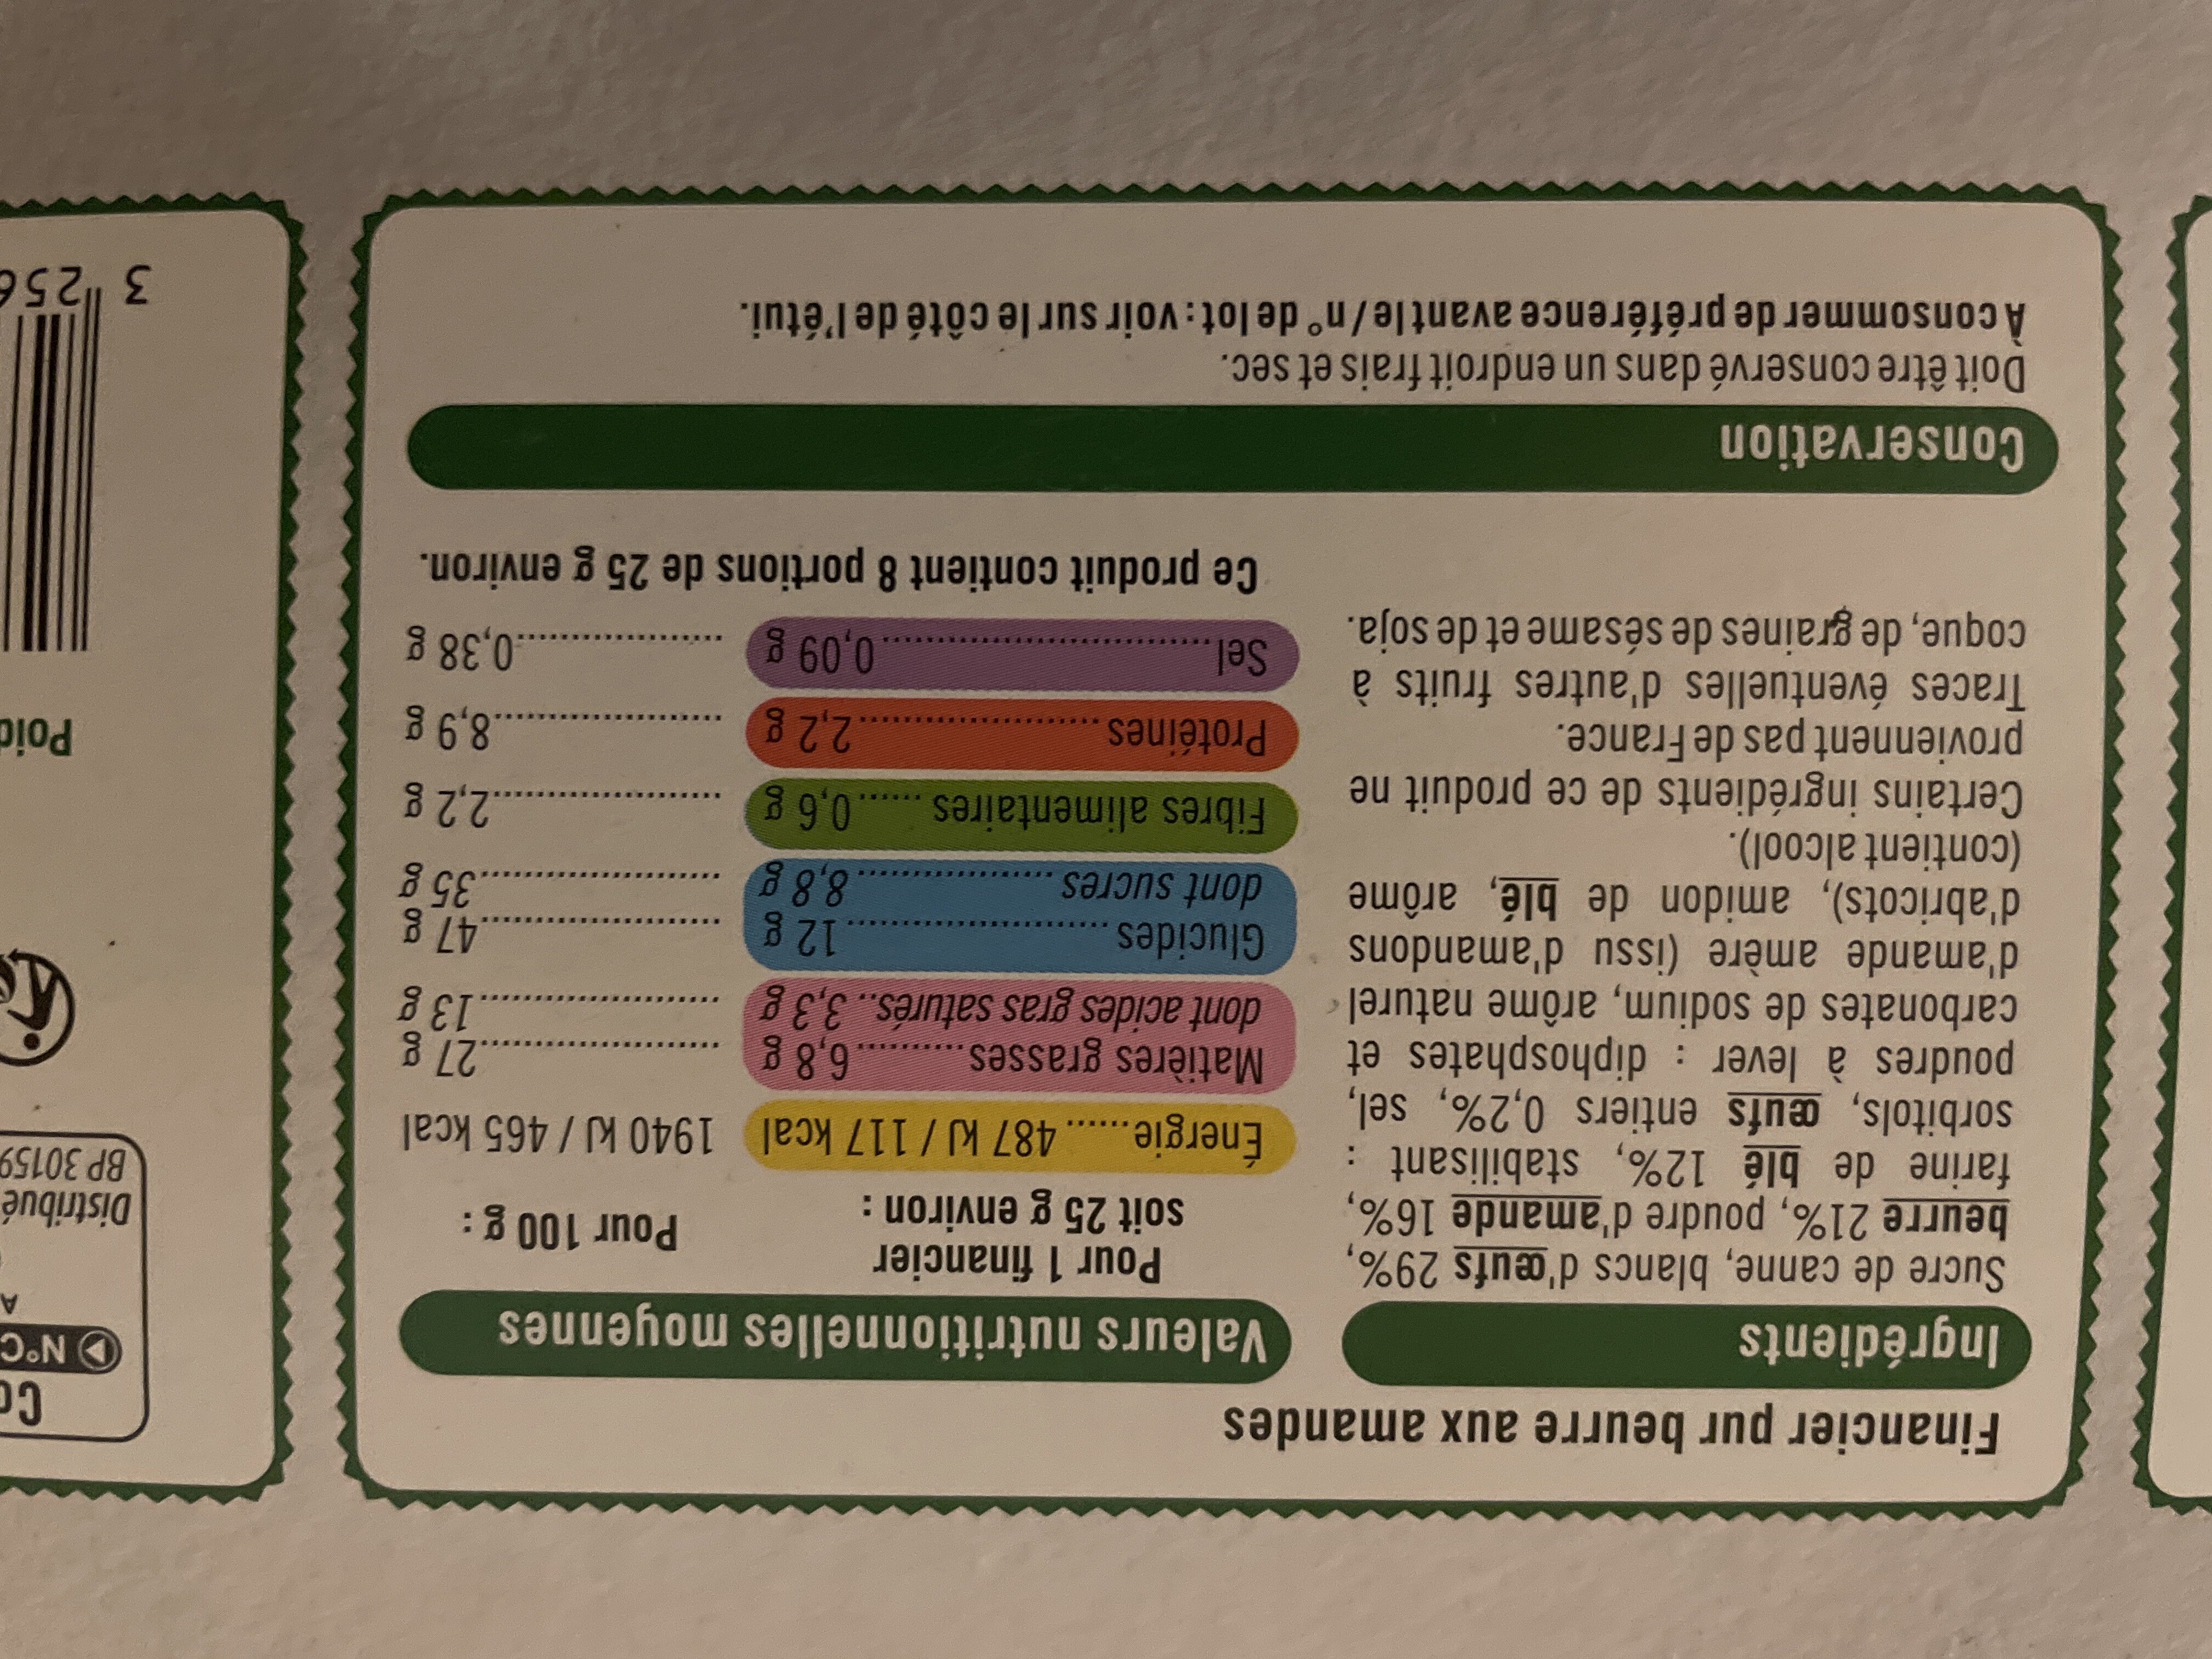 Financier pur beurre aux amandes
Ingrédients
Sucre de canne, blancs d'œufs 29%,
beurre 21%, poudre d'amande 16%,
farine de blé 12%, stabilisant :
sorbitols, œufs entiers 0,2%, sel,
poudres à lever : diphosphates et
carbonates de sodium, arôme naturel
d'amande amère (issu d'amandons
d'abricots), amidon de blé, arôme
(contient alcool).
Certains ingrédients de ce produit ne
proviennent pas de France.
Traces éventuelles d'autres fruits à
coque, de graines de sésame et de soja.
Valeurs nutritionnelles moyennes
Pour 1 financier
soit 25 g environ :
Pour 100 g :
Énergie....... 487 kJ / 117 kcal 1940 kJ / 465 kcal
Matières grasses..........6,8 g ........................27 g
dont acides gras saturés.. 3,3 g ........................13 g
Glucides ........................ 12 g ........................47 g
dont sucres .................. 8,8 g ........................35 g
Fibres alimentaires ...... 0,6 g .......................2,2 g
Protéines ...................... 2,2 g .......................8,9 g
Sel.............................. 0,09 g .....................0,38 g
Ce produit contient 8 portions de 25 g environ.
Conservation
Doit être conservé dans un endroit frais et sec.
À consommer de préférence avant le / n° de lot : voir sur le côté de l'étui.
N°C
A
Distribué
BP 30159
3 256